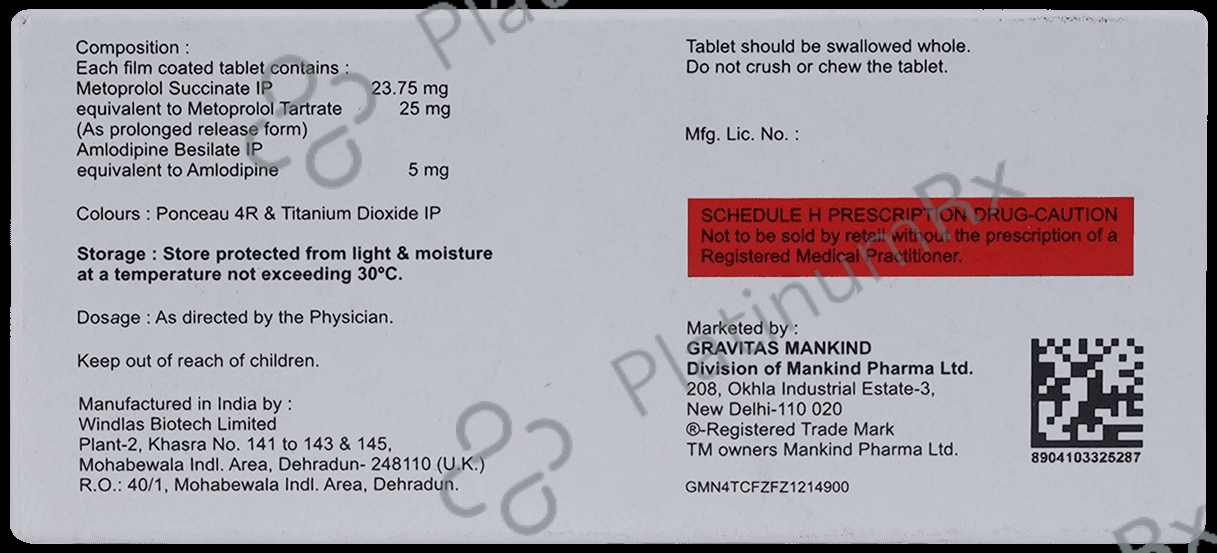 Composition :
Each film coated tablet contains :
Metoprolol Succinate IP 23.75 mg
equivalent to Metoprolol Tartrate 25 mg
(As prolonged release form)
Amlodipine Besilate IP
equivalent to Amlodipine 5 mg
Colours : Ponceau 4R & Titanium Dioxide IP
Storage : Store protected from light & moisture
at a temperature not exceeding 30°C.
Dosage : As directed by the Physician.
Keep out of reach of children.
Manufactured in India by :
Windlas Biotech Limited
Plant-2, Khasra No. 141 to 143 & 145,
Mohabewala Indl. Area, Dehradun- 248110 (U.K.)
R.O.: 40/1, Mohabewala Indl. Area, Dehradun.
Tablet should be swallowed whole.
Do not crush or chew the tablet.
Mfg. Lic. No. :
SCHEDULE H PRESCRIPTION DRUG-CAUTION
Not to be sold by retail without the prescription of a
Registered Medical Practitioner.
Marketed by :
GRAVITAS MANKIND
Division of Mankind Pharma Ltd.
208, Okhla Industrial Estate-3,
New Delhi-110 020
®-Registered Trade Mark
TM owners Mankind Pharma Ltd.
GMN4TCFZFZ1214900
8904103325287
PlatinumRx
Plat
Rx